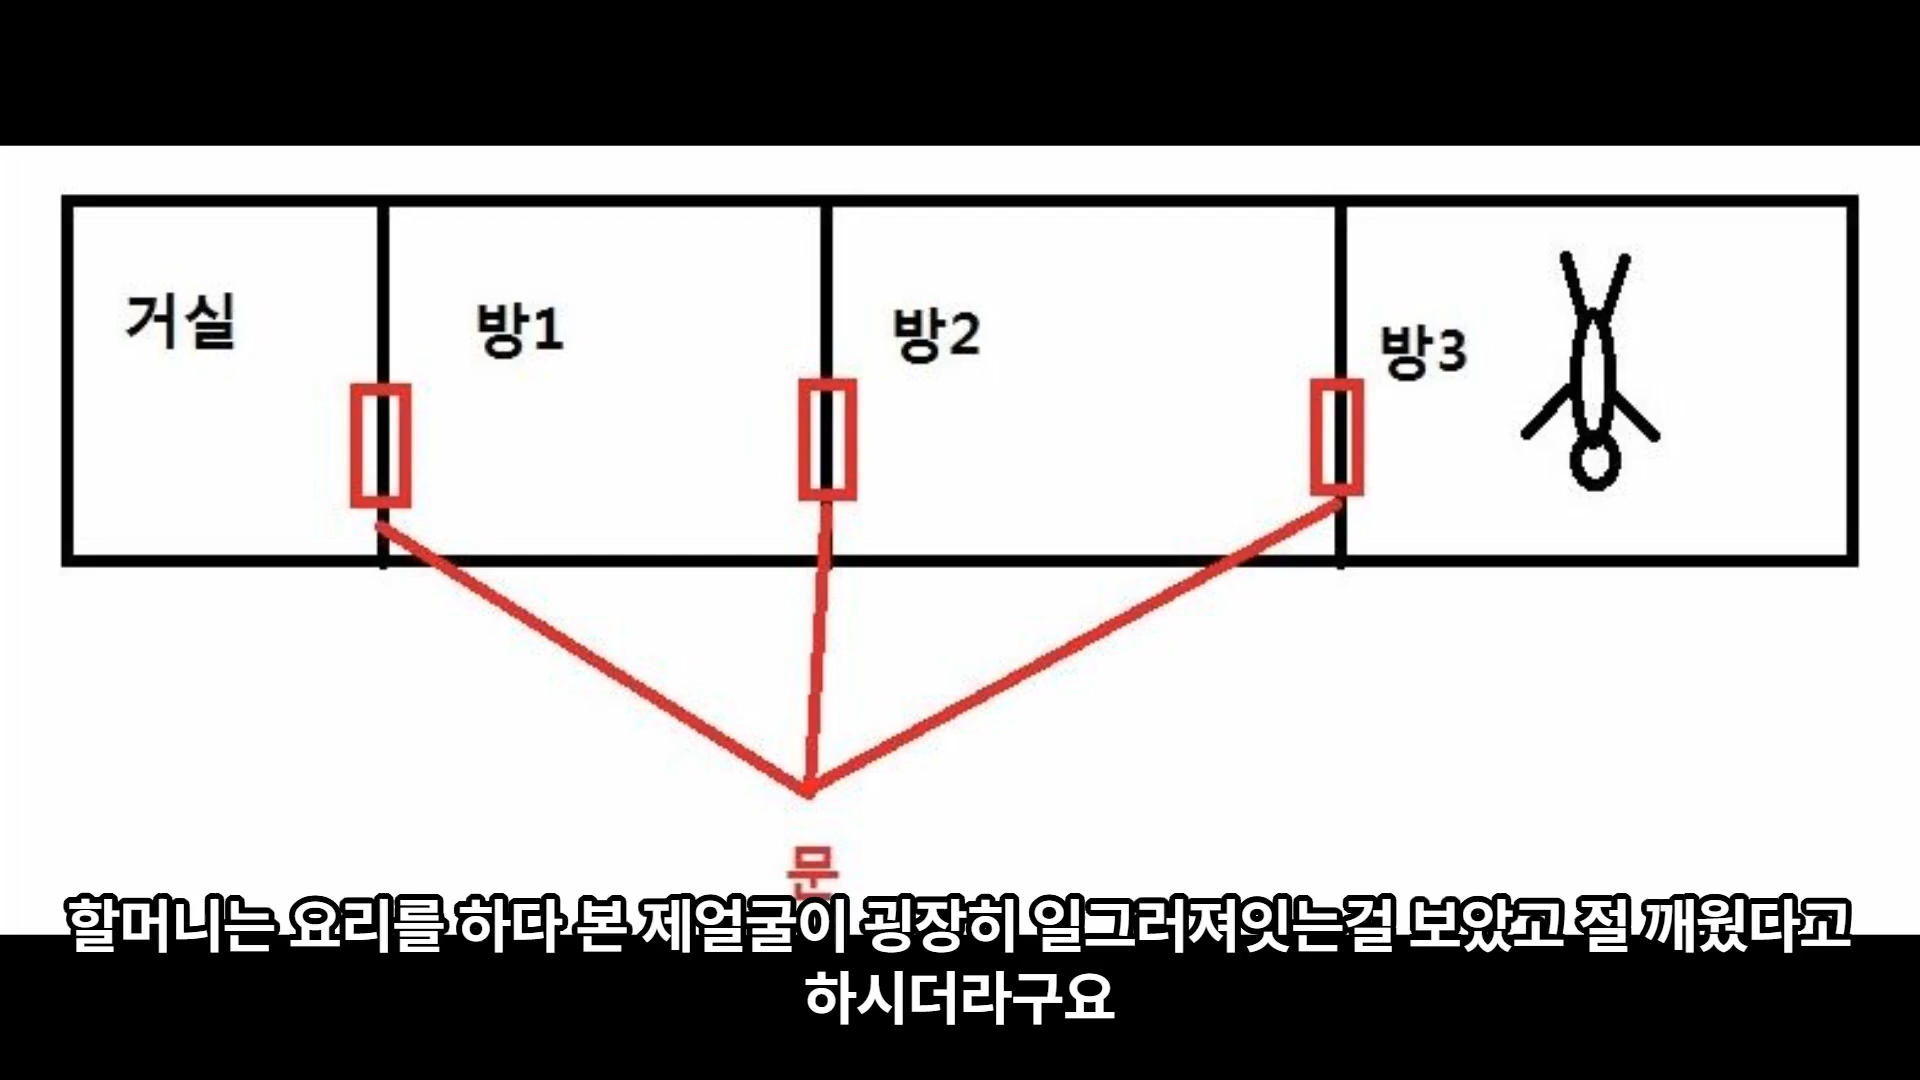 거실
방1
방2
방3
문
할머니는 요리를 하다 본 제얼굴이 굉장히 일그러져잇는걸 보았고 절 깨웠다고
하시더라구요